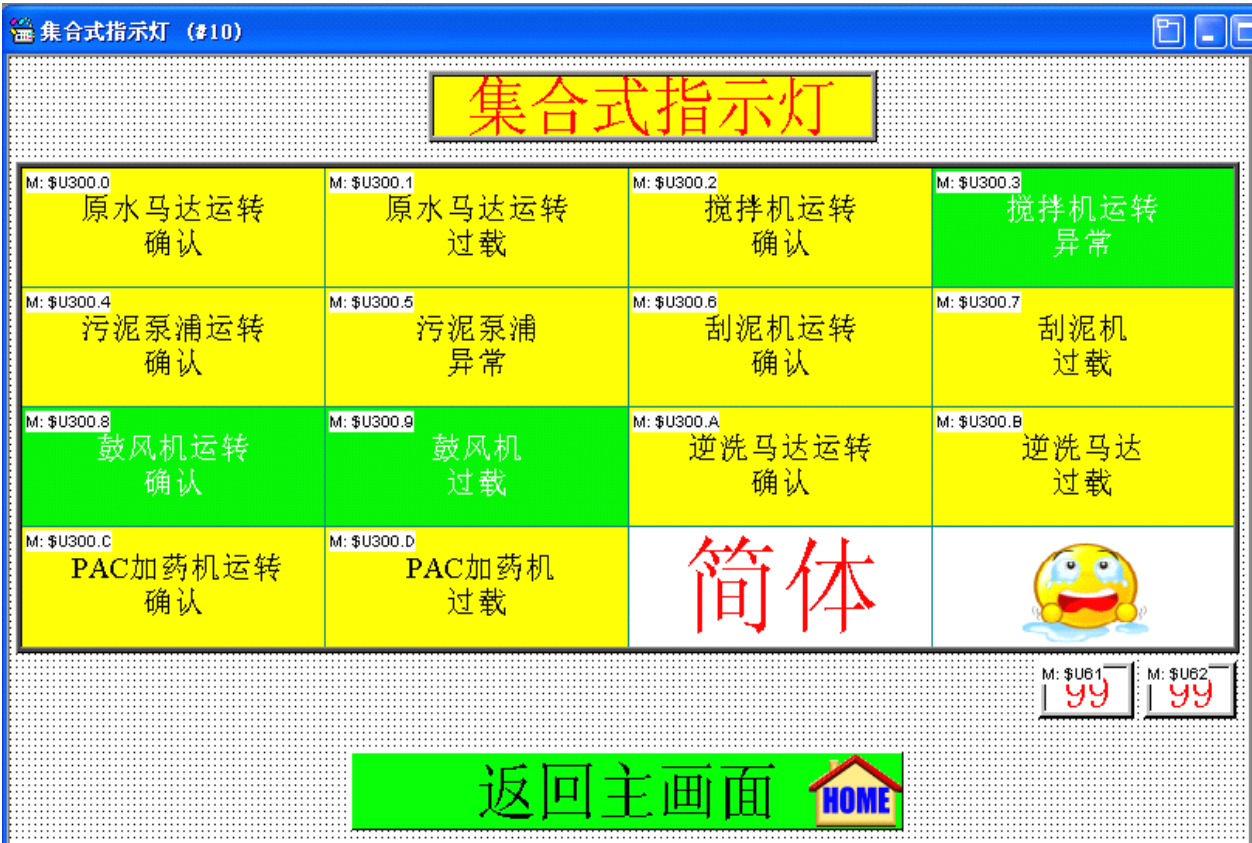 集合式指示灯 (#10)
集合式指示灯
M: $U300.0
原水马达运转
确认
M: $U300.1
原水马达运转
过载
M: $U300.2
搅拌机运转
确认
M: $U300.3
搅拌机运转
异常
M: $U300.4
污泥泵浦运转
确认
M: $U300.5
污泥泵浦
异常
M: $U300.6
刮泥机运转
确认
M: $U300.7
刮泥机
过载
M: $U300.8
鼓风机运转
确认
M: $U300.9
鼓风机
过载
M: $U300.A
逆洗马达运转
确认
M: $U300.B
逆洗马达
过载
M: $U300.C
PAC加药机运转
确认
M: $U300.D
PAC加药机
过载
简体
M: $U61
99
M: $U62
99
返回主画面
HOME